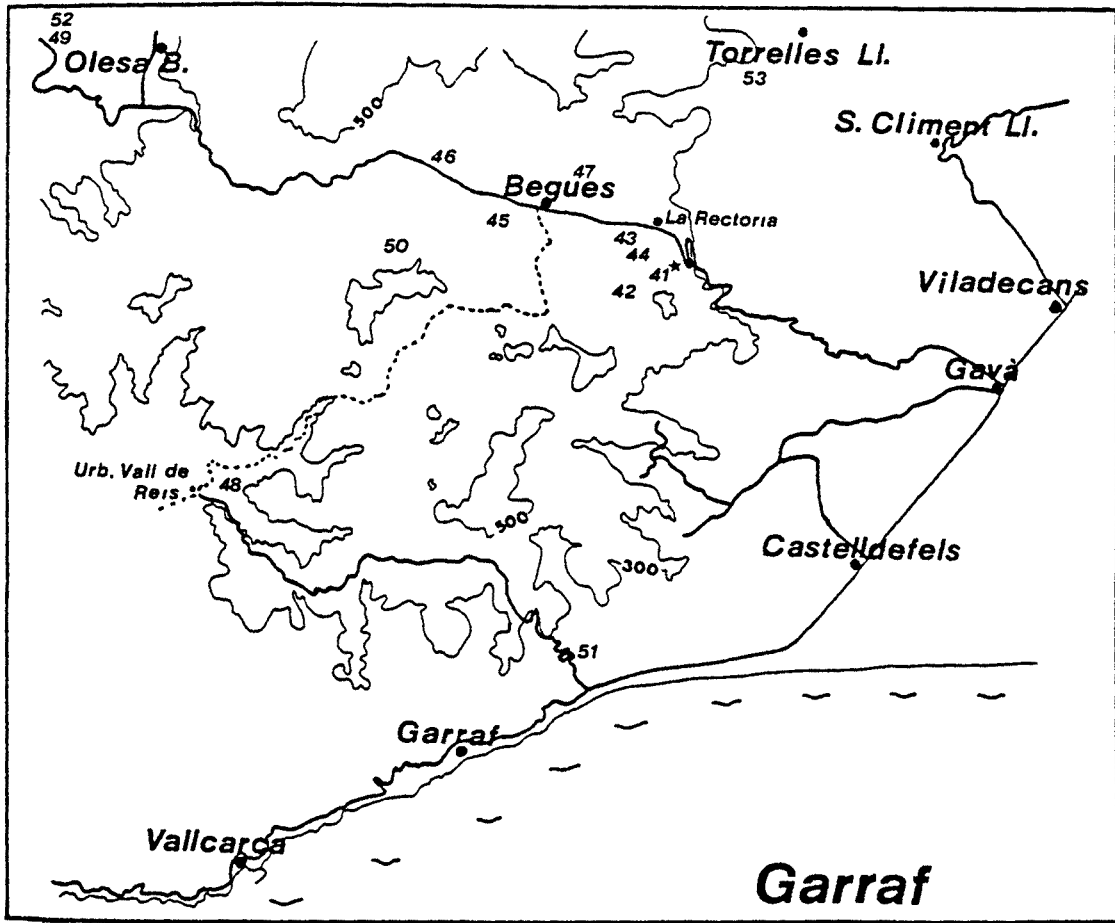 52
49
Olesa B.
Torrelles Ll.
53
500
S. Climent Ll.
46
47
Begues
45
La Rectoria
43
44
41
42
50
Viladecans
Gavà
Urb. Vall de
Reis.
48
500
300
Castelldefels
51
Garraf
Vallcarca
Garraf